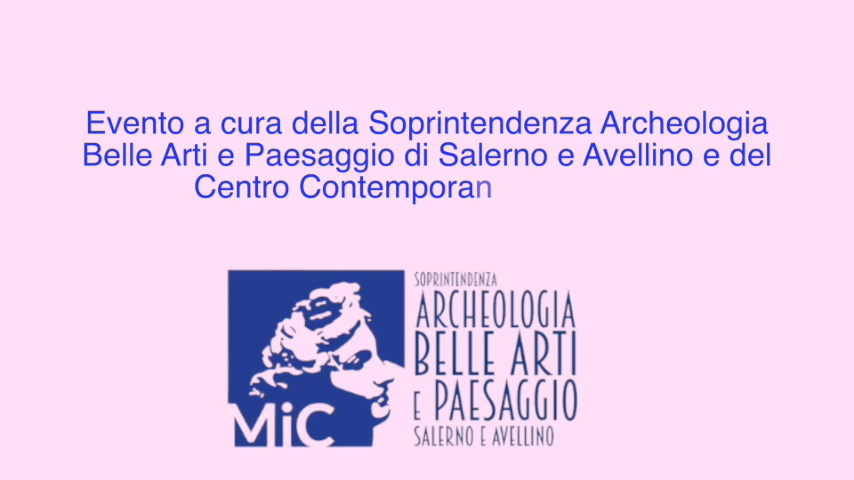 Evento a cura della Soprintendenza Archeologia
Belle Arti e Paesaggio di Salerno e Avellino e del
Centro Contemporan
SOPRINTENDENZA
ARCHEOLOGIA
BELLE ARTI
E PAESAGGIO
SALERNO E AVELLINO
MiC